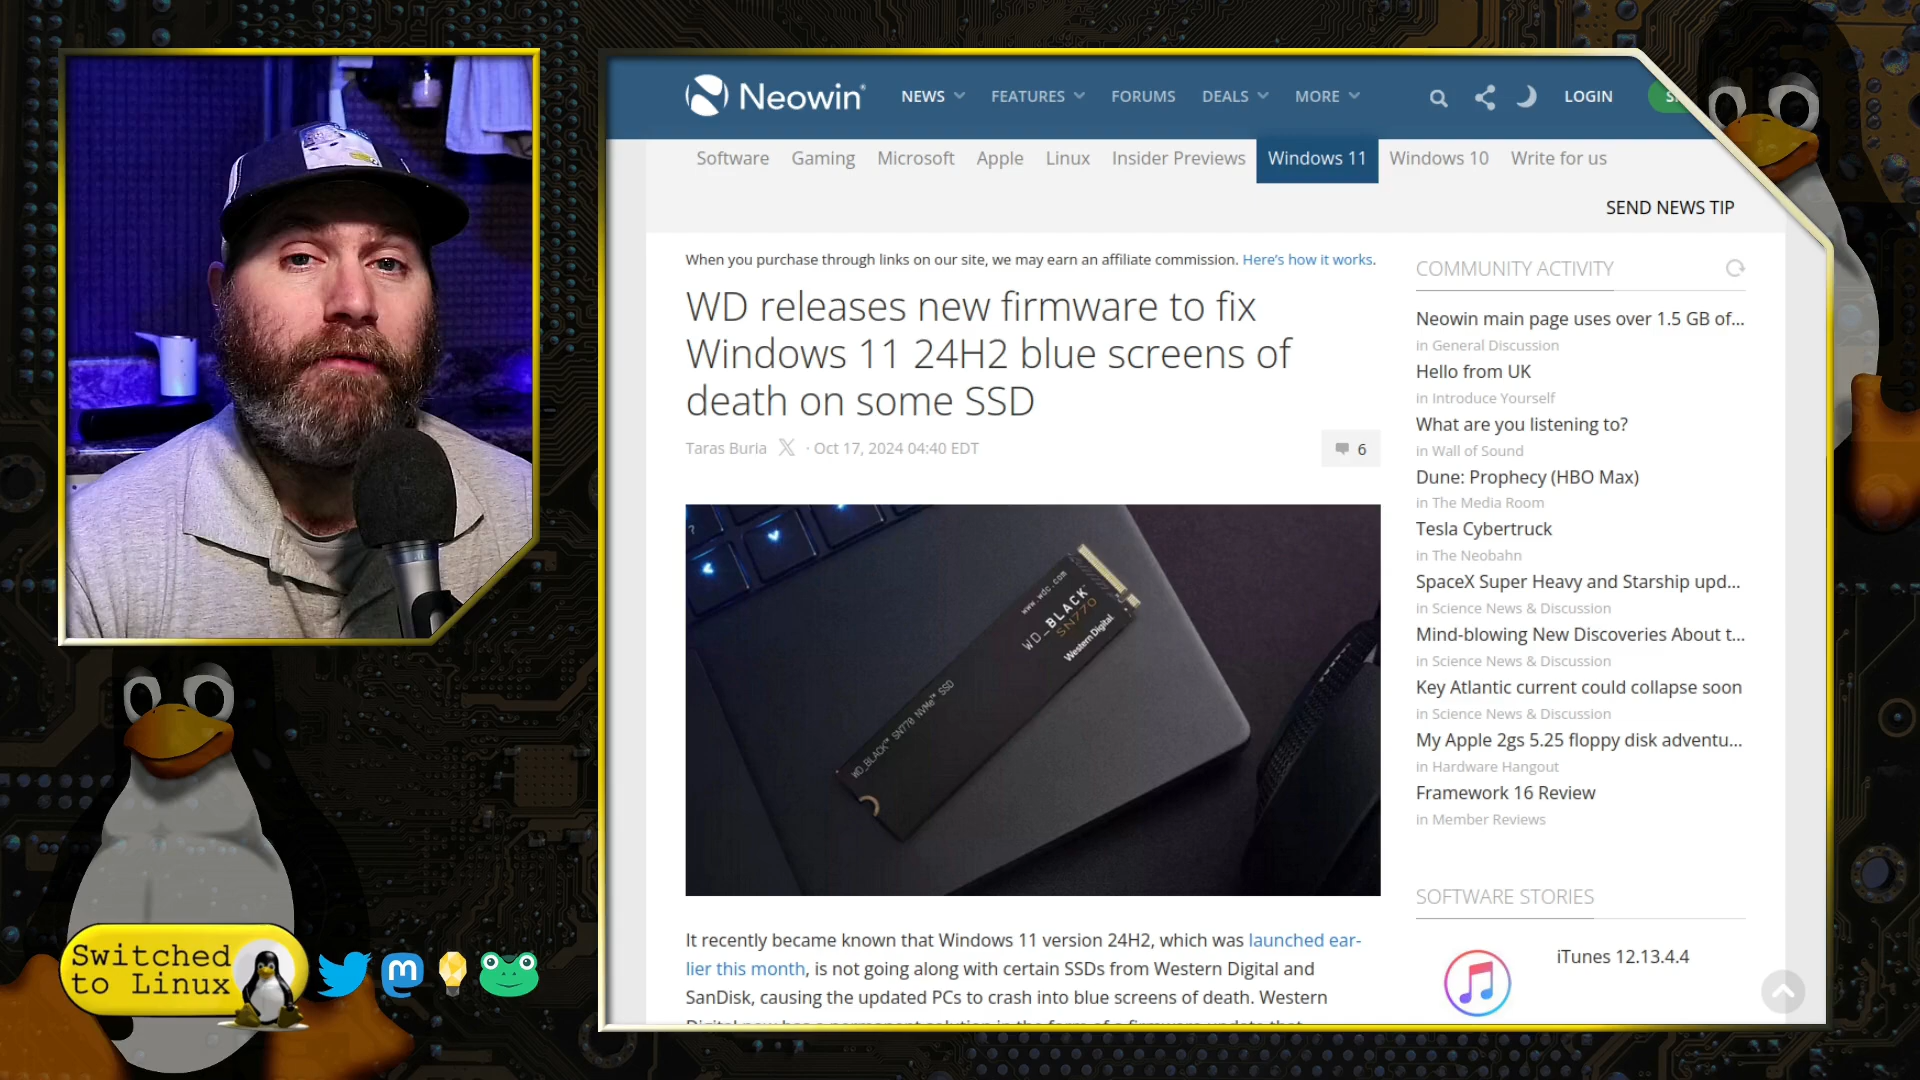 Neowin
NEWS
FEATURES
FORUMS
DEALS
MORE
LOGIN
Software
Gaming
Microsoft
Apple
Linux
Insider Previews
Windows 11
Windows 10
Write for us
SEND NEWS TIP
When you purchase through links on our site, we may earn an affiliate commission. Here's how it works.
WD releases new firmware to fix
Windows 11 24H2 blue screens of
death on some SSD
Taras Buria X · Oct 17, 2024 04:40 EDT
6
www.wdc.com
WD_BLACK™
SN770
Western Digital.
WD_BLACK™ SN770 NVMe™ SSD
It recently became known that Windows 11 version 24H2, which was launched ear-
lier this month, is not going along with certain SSDs from Western Digital and
SanDisk, causing the updated PCs to crash into blue screens of death. Western
COMMUNITY ACTIVITY
Neowin main page uses over 1.5 GB of...
in General Discussion
Hello from UK
in Introduce Yourself
What are you listening to?
in Wall of Sound
Dune: Prophecy (HBO Max)
in The Media Room
Tesla Cybertruck
in The Neobahn
SpaceX Super Heavy and Starship upd...
in Science News & Discussion
Mind-blowing New Discoveries About t...
in Science News & Discussion
Key Atlantic current could collapse soon
in Science News & Discussion
My Apple 2gs 5.25 floppy disk adventu...
in Hardware Hangout
Framework 16 Review
in Member Reviews
SOFTWARE STORIES
iTunes 12.13.4.4
Switched
to Linux